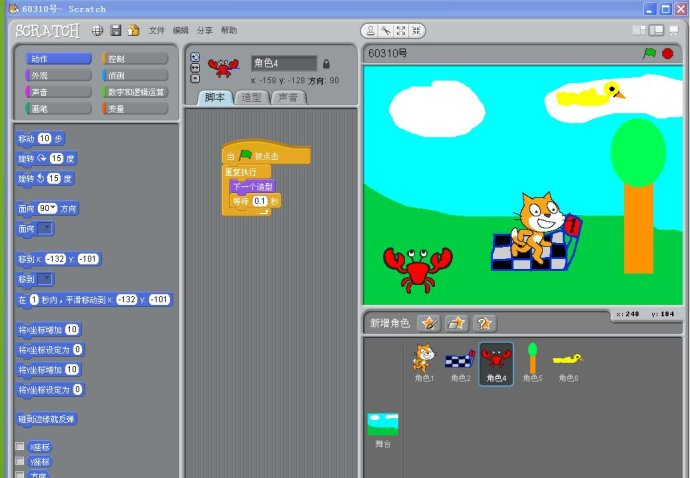 60310号- Scratch
SCRATCH 文件 编辑 分享 帮助
动作 控制
外观 侦测
声音 数字和逻辑运算
画笔 变量
移动 10 步
旋转 15 度
旋转 15 度
面向 90 方向
面向
移到 x: -132 y: -101
移到
在 1 秒内，平滑移动到 x: -132 y: -101
将x坐标增加 10
将x坐标设定为 0
将y坐标增加 10
将y坐标设定为 0
碰到边缘就反弹
x座标
y座标
方向
角色4
x: -158 y: -128 方向: 90
脚本 造型 声音
当 被点击
重复执行
下一个造型
等待 0.1 秒
60310号
1
x: 248 y: 184
新增角色
角色1 角色2 角色4 角色5 角色6
舞台